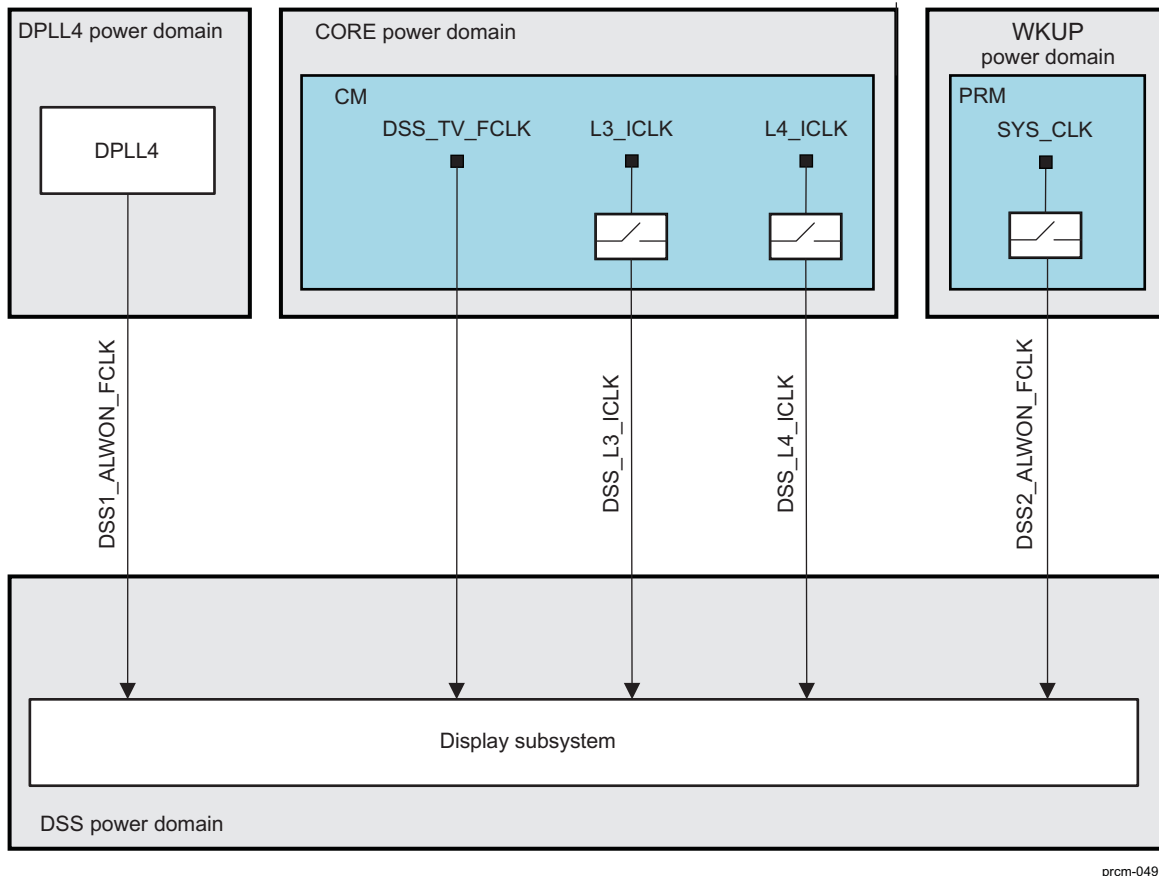 DPLL4 power domain
DPLL4
CORE power domain
CM
DSS_TV_FCLK
L3_ICLK
L4_ICLK
WKUP
power domain
PRM
SYS_CLK
DSS1_ALWON_FCLK
DSS_L3_ICLK
DSS_L4_ICLK
DSS2_ALWON_FCLK
Display subsystem
DSS power domain
prcm-049